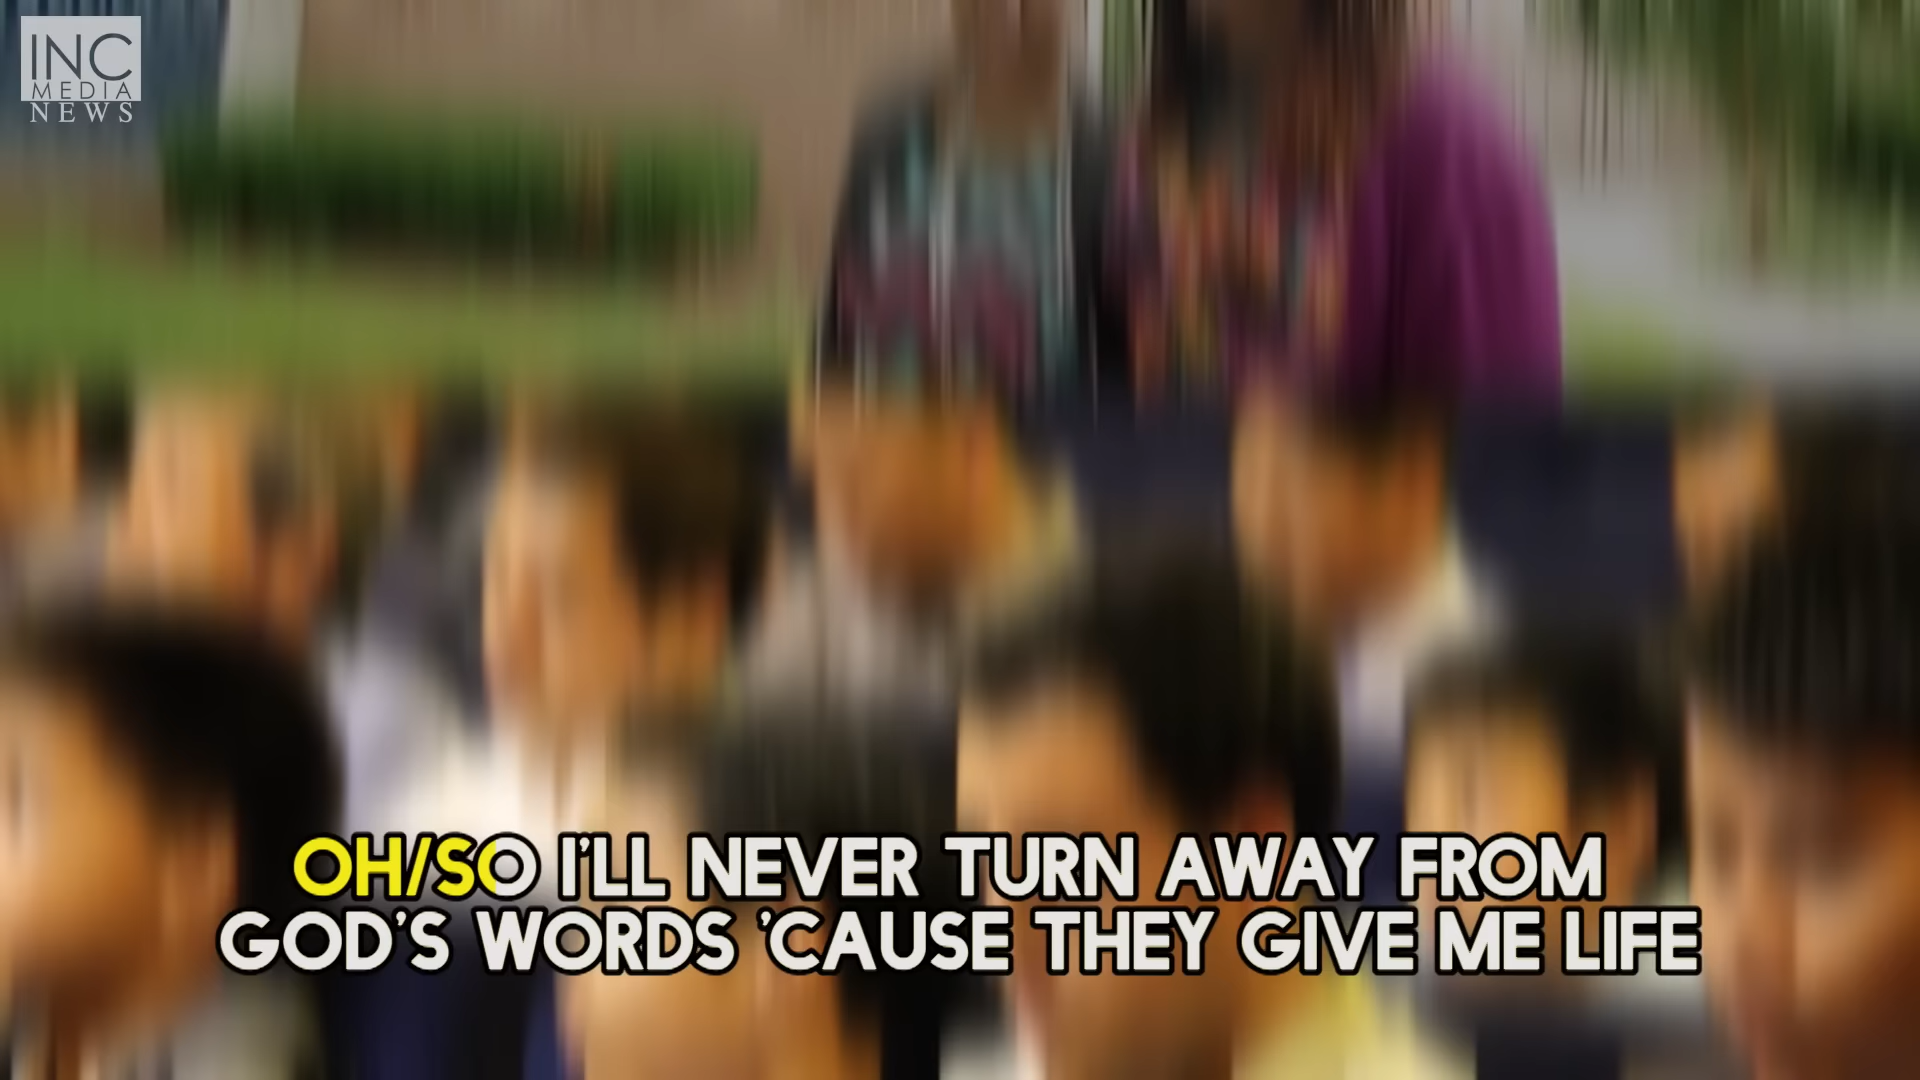 INC
MEDIA
NEWS
OH/SO I'LL NEVER TURN AWAY FROM
GOD'S WORDS 'CAUSE THEY GIVE ME LIFE